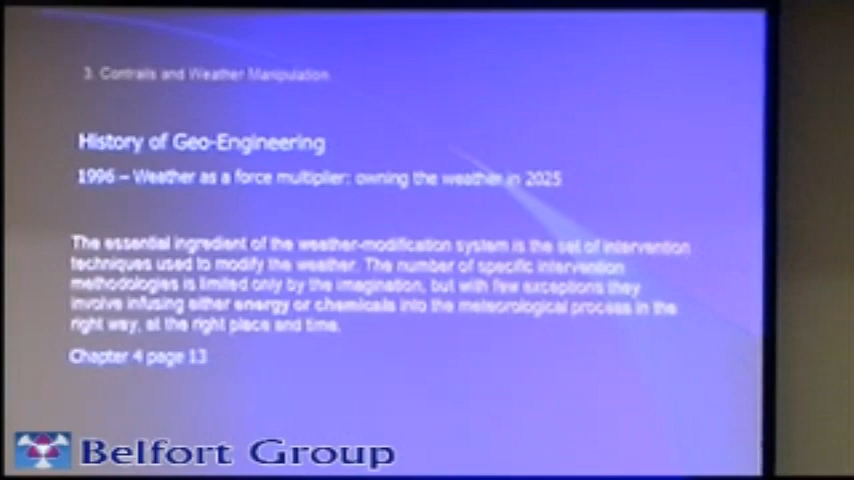 3. Contrails and Weather Manipulation
History of Geo-Engineering
1996 – Weather as a force multiplier: owning the weather in 2025
The essential ingredient of the weather-modification system is the set of intervention
techniques used to modify the weather. The number of specific intervention
methodologies is limited only by the imagination, but with few exceptions they
involve infusing either energy or chemicals into the meteorological process in the
right way, at the right place and time.
Chapter 4 page 13
Belfort Group